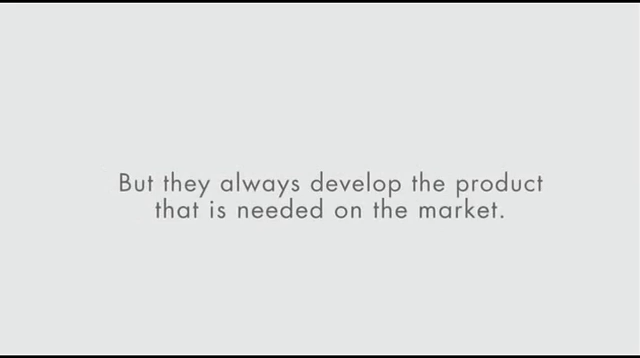 But they always develop the product
that is needed on the market.